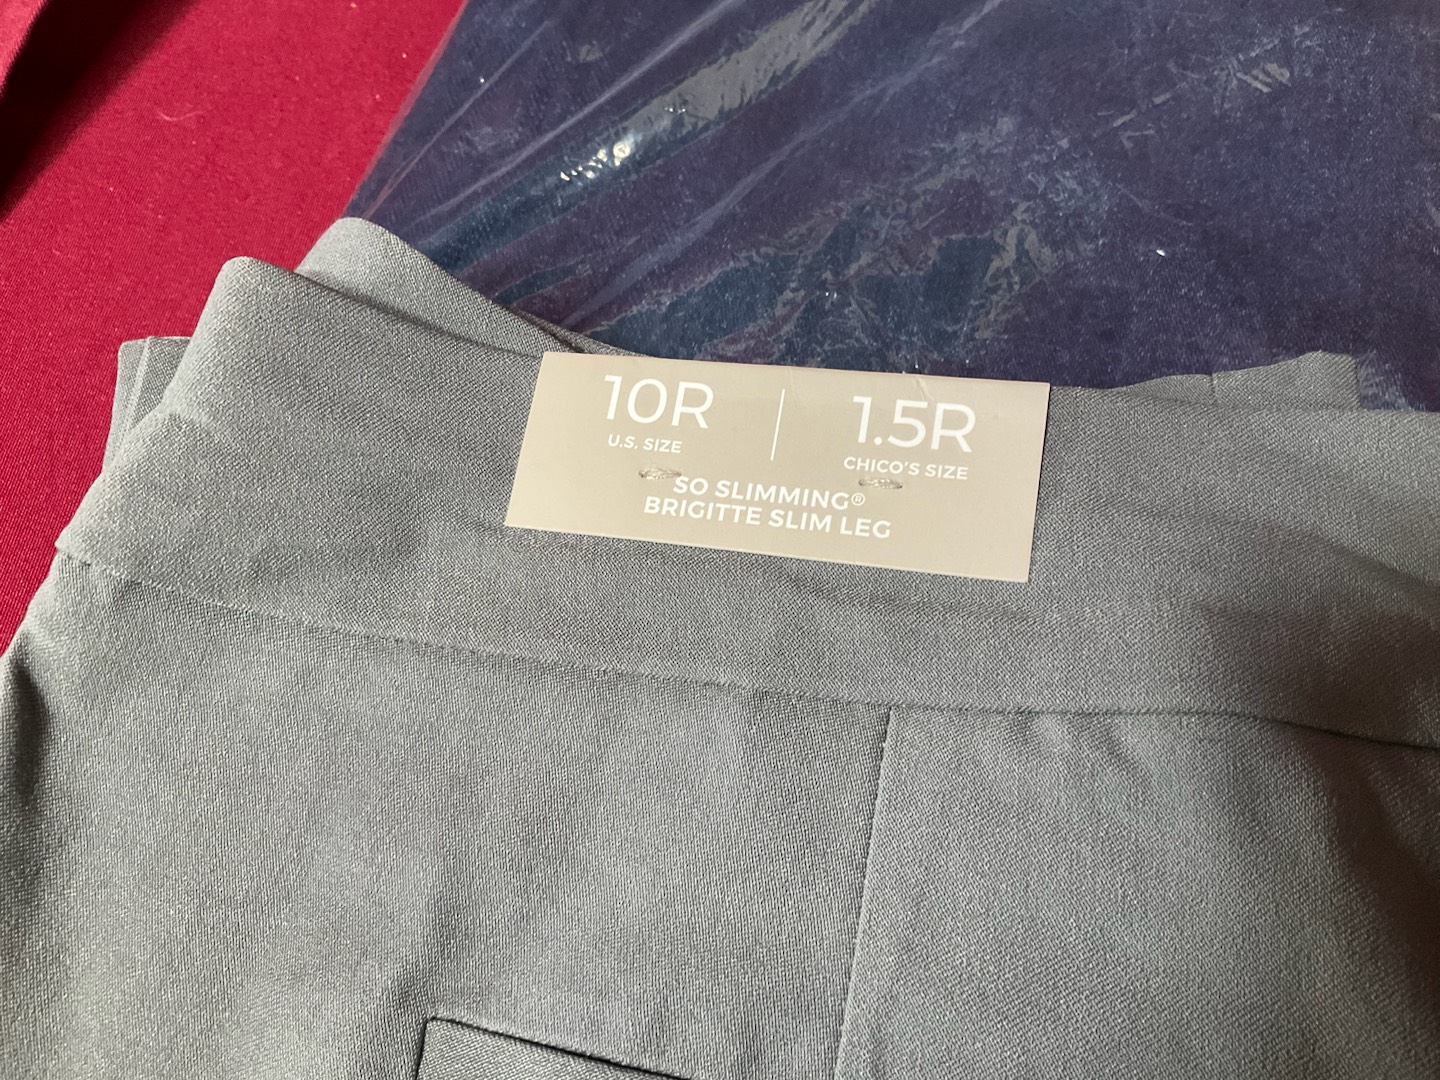 10R
U.S. SIZE
1.5R
CHICO'S SIZE
SO SLIMMING®
BRIGITTE SLIM LEG